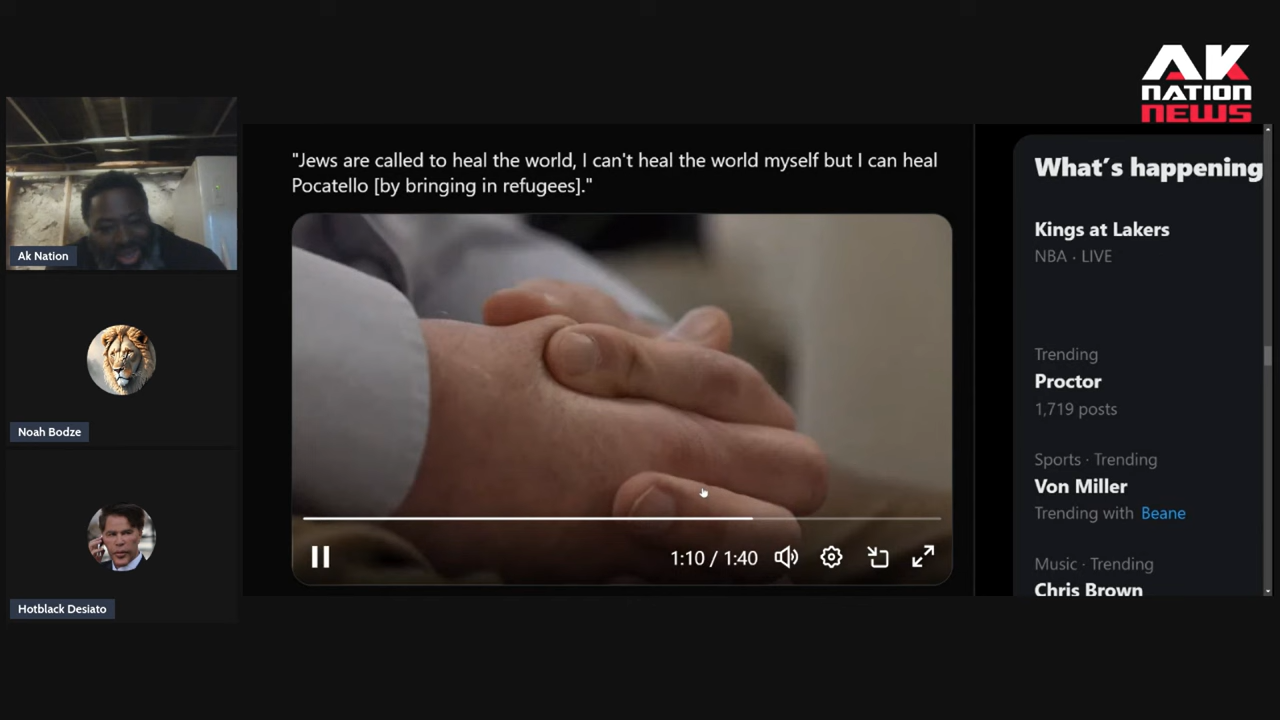 AK
NATION
NEWS
"Jews are called to heal the world, I can't heal the world myself but I can heal
Pocatello [by bringing in refugees]."
What's happening
Kings at Lakers
NBA · LIVE
Ak Nation
Trending
Proctor
1,719 posts
Noah Bodze
Sports · Trending
Von Miller
Trending with Beane
1:10 / 1:40
Music · Trending
Chris Brown
Hotblack Desiato